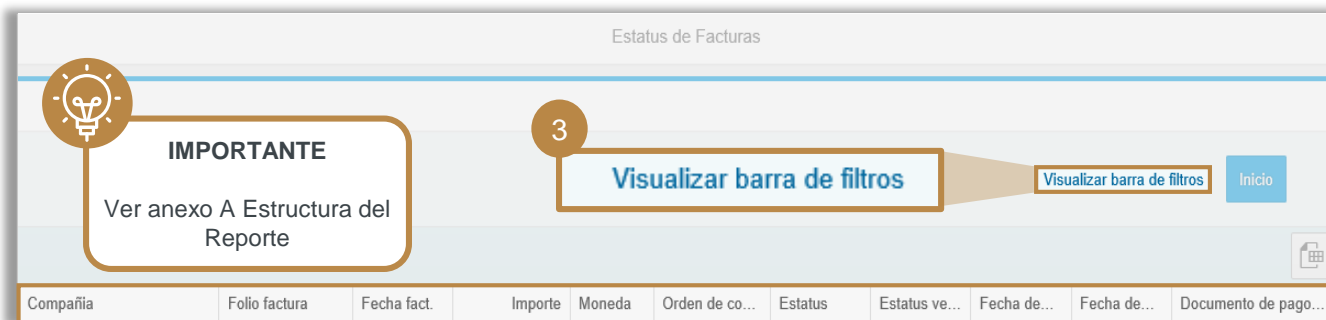 Estatus de Facturas
IMPORTANTE
Ver anexo A Estructura del
Reporte
3
Visualizar barra de filtros
Visualizar barra de filtros
Inicio
Compañia Folio factura Fecha fact. Importe Moneda Orden de co... Estatus Estatus ve... Fecha de... Fecha de... Documento de pago...